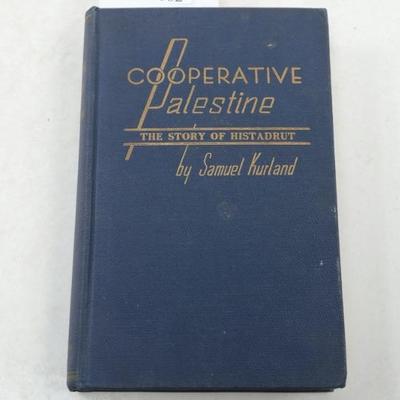 COOPERATIVE
Palestine
THE STORY OF HISTADRUT
by Samuel Kurland